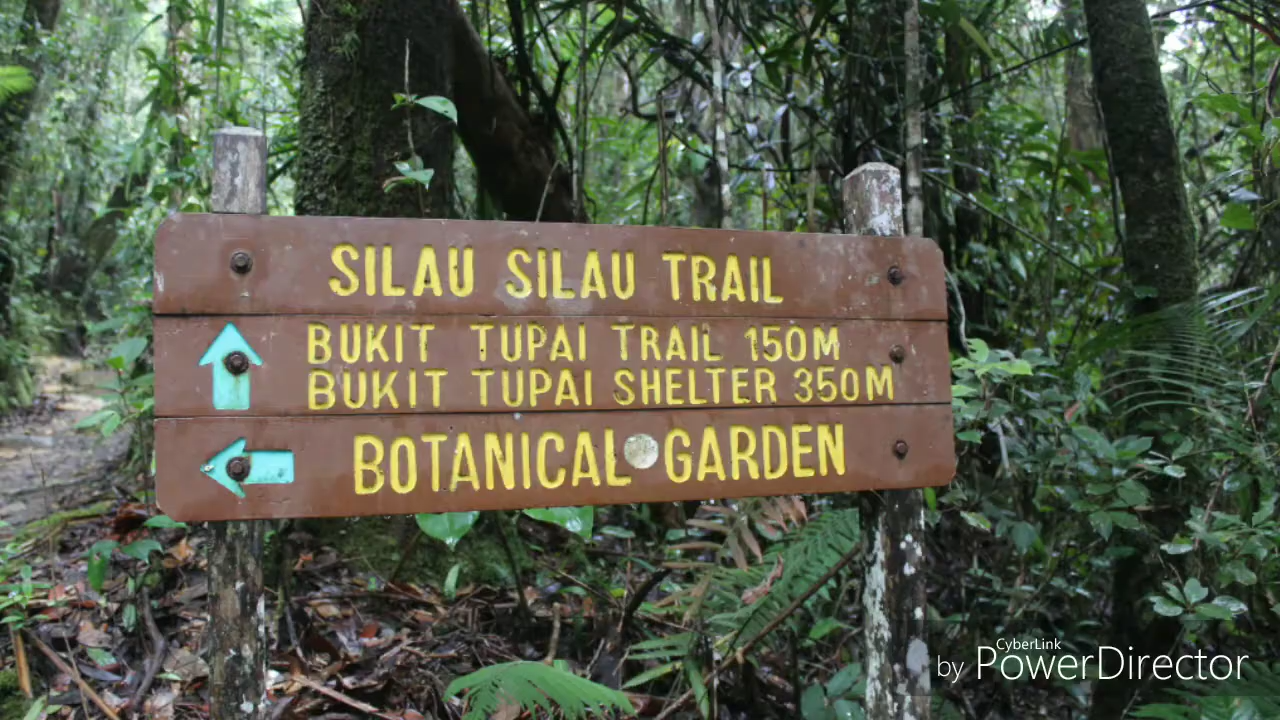 SILAU SILAU TRAIL
BUKIT TUPAI TRAIL 150M
BUKIT TUPAI SHELTER 350M
BOTANICAL GARDEN
CyberLink
by PowerDirector